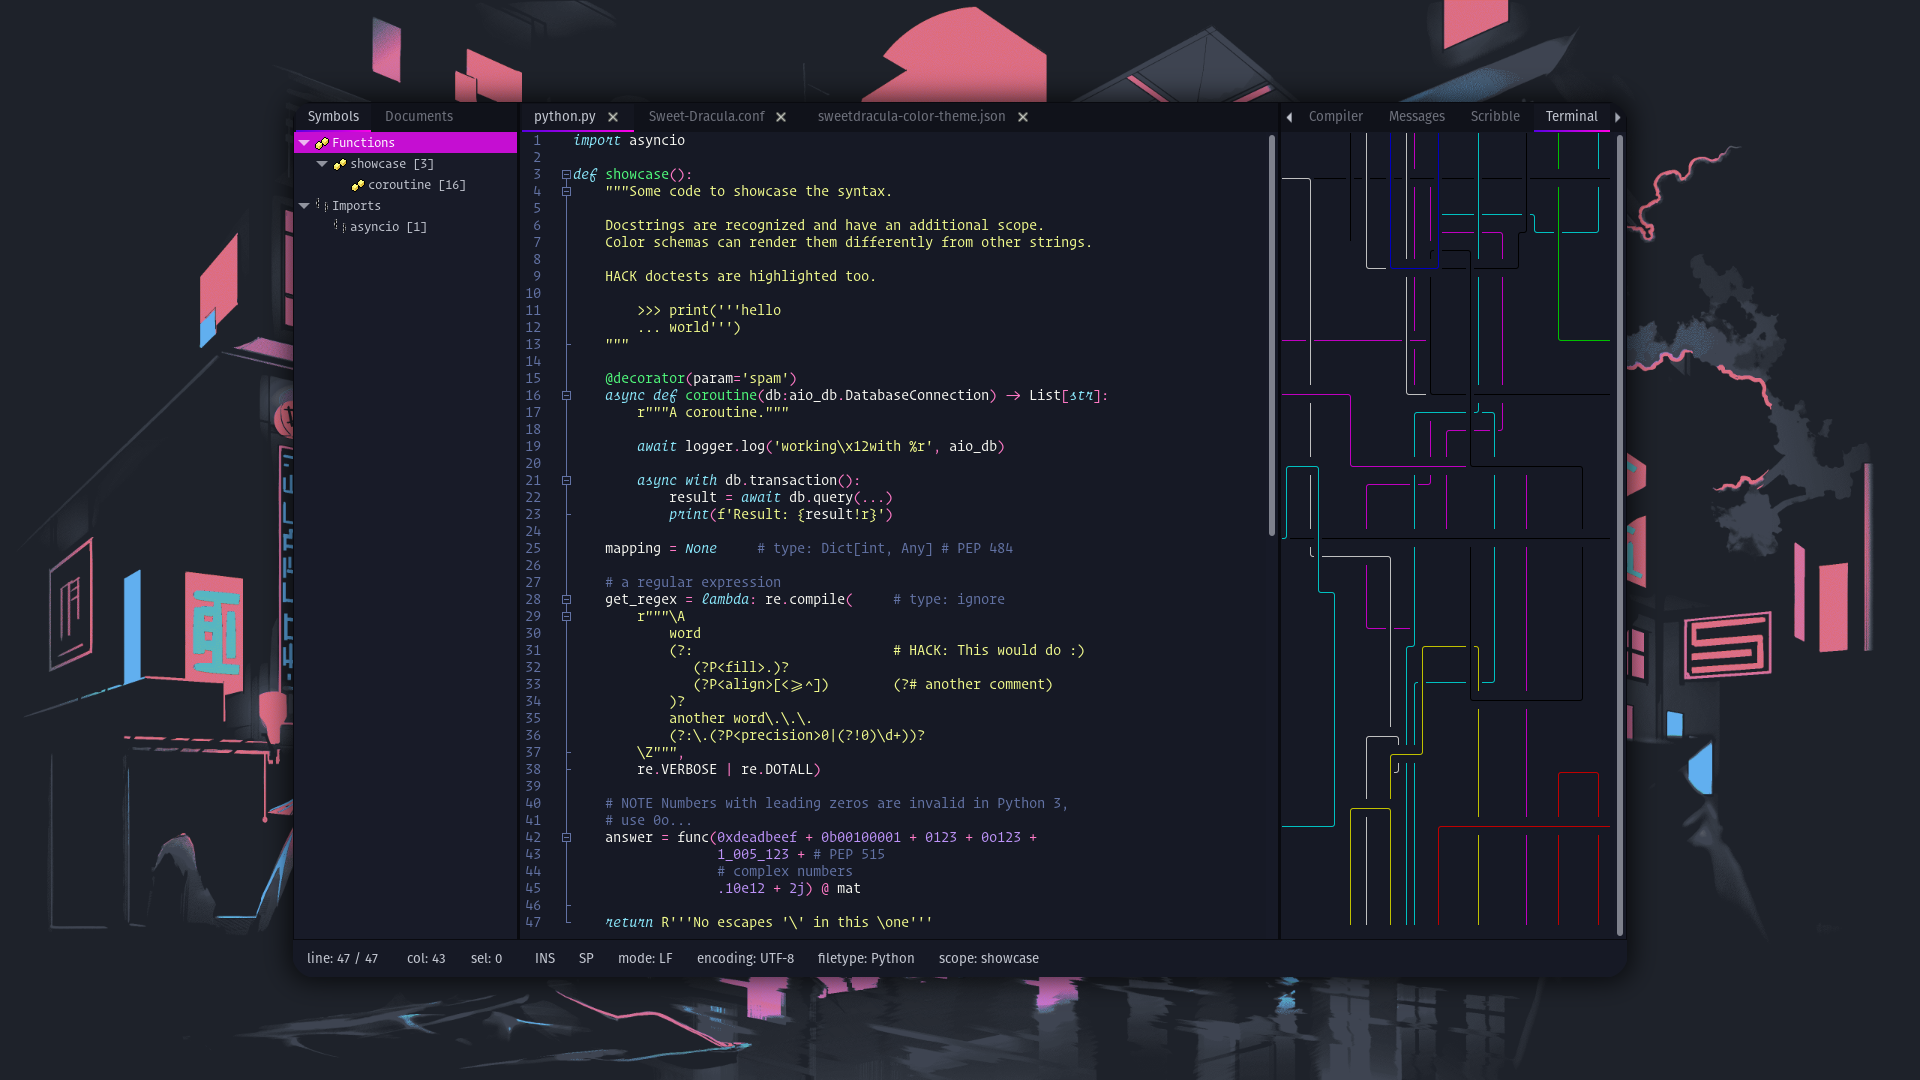 Symbols Documents
Functions
showcase [3]
coroutine [16]
Imports
asyncio [1]
python.py Sweet-Dracula.conf sweetdracula-color-theme.json
1 import asyncio
2
3 def showcase():
4 """Some code to showcase the syntax.
5
6 Docstrings are recognized and have an additional scope.
7 Color schemas can render them differently from other strings.
8
9 HACK doctests are highlighted too.
10
11 >>> print('''hello
12 ... world''')
13 """
14
15 @decorator(param='spam')
16 async def coroutine(db:aio_db.DatabaseConnection) -> List[str]:
17 r"""A coroutine."""
18
19 await logger.log('working\x12with %r', aio_db)
20
21 async with db.transaction():
22 result = await db.query(...)
23 print(f'Result: {result!r}')
24
25 mapping = None # type: Dict[int, Any] # PEP 484
26
27 # a regular expression
28 get_regex = lambda: re.compile( # type: ignore
29 r"""\A
30 word
31 (?: # HACK: This would do :)
32 (?P<fill>.)?
33 (?P<align>[<>=^]) (?# another comment)
34 )?
35 another word\.\.\.
36 (?:\.(?P<precision>0|(?!0)\d+))?
37 \Z""",
38 re.VERBOSE | re.DOTALL)
39
40 # NOTE Numbers with leading zeros are invalid in Python 3,
41 # use 0o...
42 answer = func(0xdeadbeef + 0b00100001 + 0123 + 0o123 +
43 1_005_123 + # PEP 515
44 # complex numbers
45 .10e12 + 2j) @ mat
46
47 return R'''No escapes '\' in this \one'''
Compiler Messages Scribble Terminal
line: 47 / 47 col: 43 sel: 0 INS SP mode: LF encoding: UTF-8 filetype: Python scope: showcase